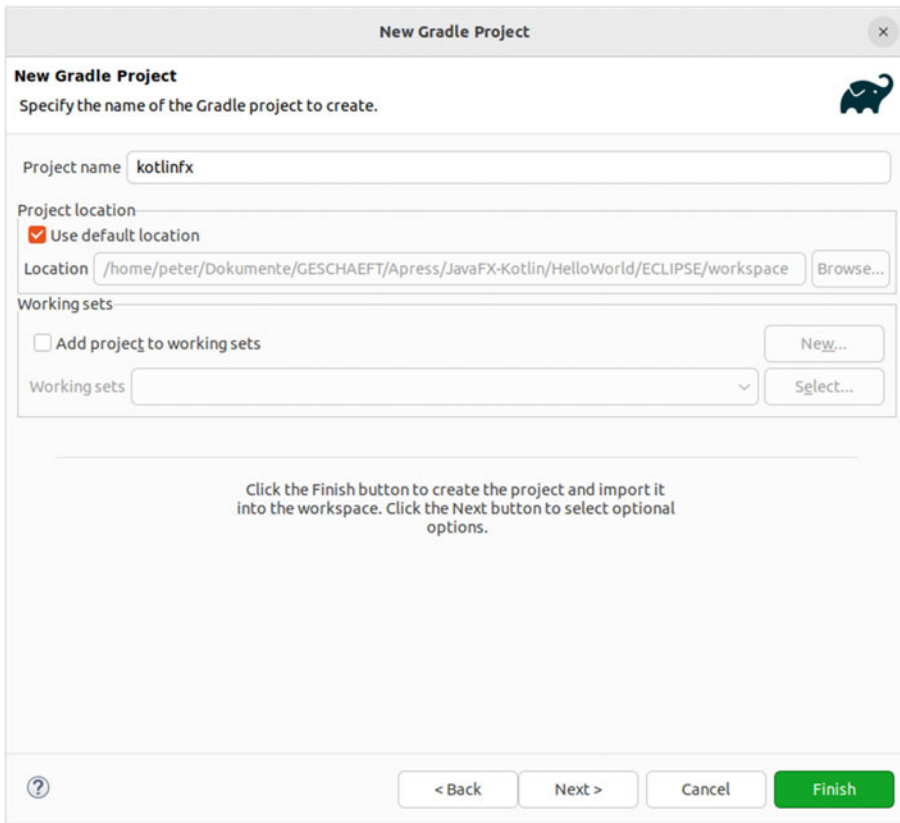 New Gradle Project
New Gradle Project
Specify the name of the Gradle project to create.
Project name kotlinfx
Project location
Use default location
Location /home/peter/Dokumente/GESCHAEFT/Apress/JavaFX-Kotlin/HelloWorld/ECLIPSE/workspace Browse...
Working sets
Add project to working sets New...
Working sets Select...
Click the Finish button to create the project and import it
into the workspace. Click the Next button to select optional
options.
? < Back Next > Cancel Finish